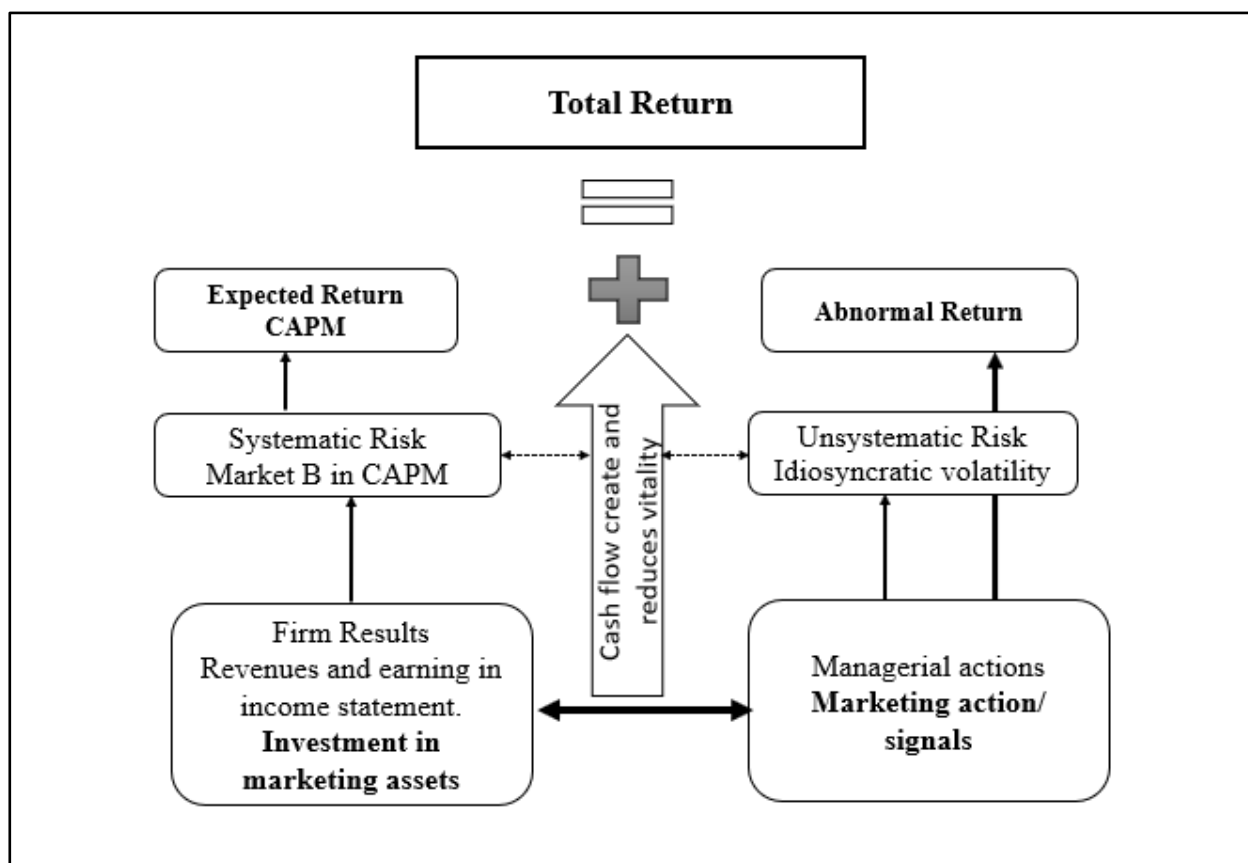 Total Return
Expected Return
CAPM
Abnormal Return
Systematic Risk
Market B in CAPM
Cash flow create and
reduces vitality
Unsystematic Risk
Idiosyncratic volatility
Firm Results
Revenues and earning in
income statement.
Investment in
marketing assets
Managerial actions
Marketing action/
signals